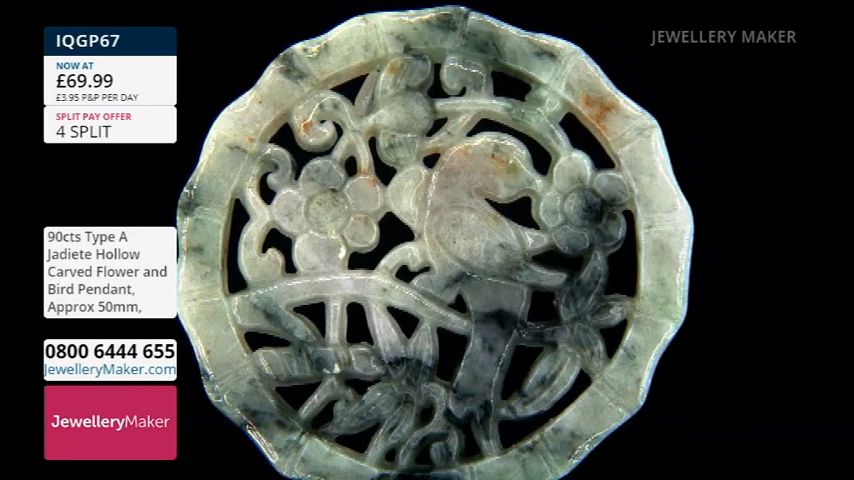 IQGP67
NOW AT
£69.99
£3.95 P&P PER DAY
SPLIT PAY OFFER
4 SPLIT
90cts Type A
Jadiete Hollow
Carved Flower and
Bird Pendant,
Approx 50mm,
0800 6444 655
JewelleryMaker.com
JewelleryMaker
JEWELLERY MAKER